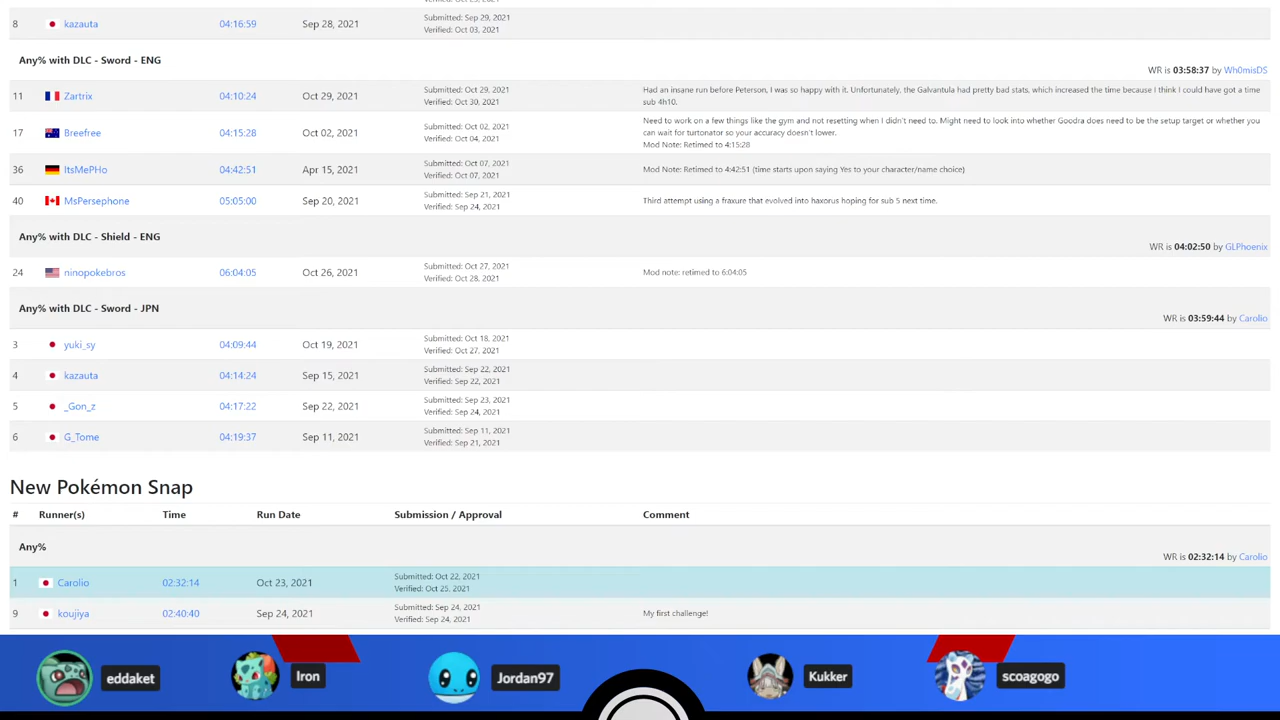 8 kazauta 04:16:59 Sep 28, 2021 Submitted: Sep 29, 2021
Verified: Oct 03, 2021
Any% with DLC - Sword - ENG
WR is 03:58:37 by Wh0misDS
11 Zartrix 04:10:24 Oct 29, 2021 Submitted: Oct 29, 2021 Verified: Oct 30, 2021 Had an insane run before Peterson, I was so happy with it. Unfortunately, the Galvantula had pretty bad stats, which increased the time because I think I could have got a time
sub 4h10.
17 Breefree 04:15:28 Oct 02, 2021 Submitted: Oct 02, 2021 Verified: Oct 04, 2021 Need to work on a few things like the gym and not resetting when I didn't need to. Might need to look into whether Goodra does need to be the setup target or whether you
can wait for turtonator so your accuracy doesn't lower.
Mod Note: Retimed to 4:15:28
36 ItsMePHo 04:42:51 Apr 15, 2021 Submitted: Oct 07, 2021 Verified: Oct 07, 2021 Mod Note: Retimed to 4:42:51 (time starts upon saying Yes to your character/name choice)
40 MsPersephone 05:05:00 Sep 20, 2021 Submitted: Sep 21, 2021 Verified: Sep 24, 2021 Third attempt using a fraxure that evolved into haxorus hoping for sub 5 next time.
Any% with DLC - Shield - ENG
WR is 04:02:50 by GLPhoenix
24 ninopokebros 06:04:05 Oct 26, 2021 Submitted: Oct 27, 2021 Verified: Oct 28, 2021 Mod note: retimed to 6:04:05
Any% with DLC - Sword - JPN
WR is 03:59:44 by Carolio
3 yuki_sy 04:09:44 Oct 19, 2021 Submitted: Oct 18, 2021
Verified: Oct 27, 2021
4 kazauta 04:14:24 Sep 15, 2021 Submitted: Sep 22, 2021
Verified: Sep 22, 2021
5 _Gon_z 04:17:22 Sep 22, 2021 Submitted: Sep 23, 2021
Verified: Sep 24, 2021
6 G_Tome 04:19:37 Sep 11, 2021 Submitted: Sep 11, 2021
Verified: Sep 21, 2021
New Pokémon Snap
# Runner(s) Time Run Date Submission / Approval Comment
Any%
WR is 02:32:14 by Carolio
1 Carolio 02:32:14 Oct 23, 2021 Submitted: Oct 22, 2021
Verified: Oct 25, 2021
9 koujiya 02:40:40 Sep 24, 2021 Submitted: Sep 24, 2021 Verified: Sep 24, 2021 My first challenge!
eddaket Iron Jordan97 Kukker scoagogo